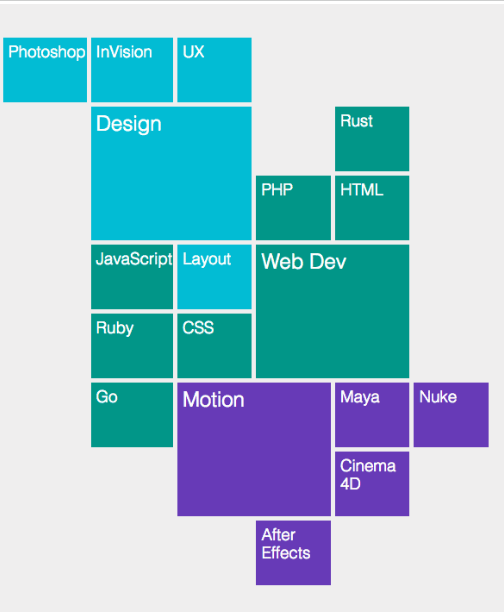 Photoshop
InVision
UX
Design
Rust
PHP
HTML
JavaScript
Layout
Web Dev
Ruby
CSS
Go
Motion
Maya
Nuke
Cinema
4D
After
Effects